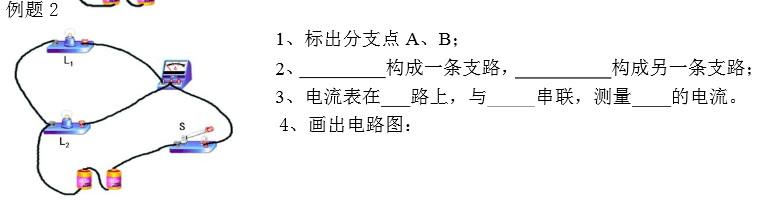 例题 2
1、标出分支点 A、B；
2、________构成一条支路，________构成另一条支路；
3、电流表在___路上，与_____串联，测量____的电流。
4、画出电路图：
L₁
L₂
S